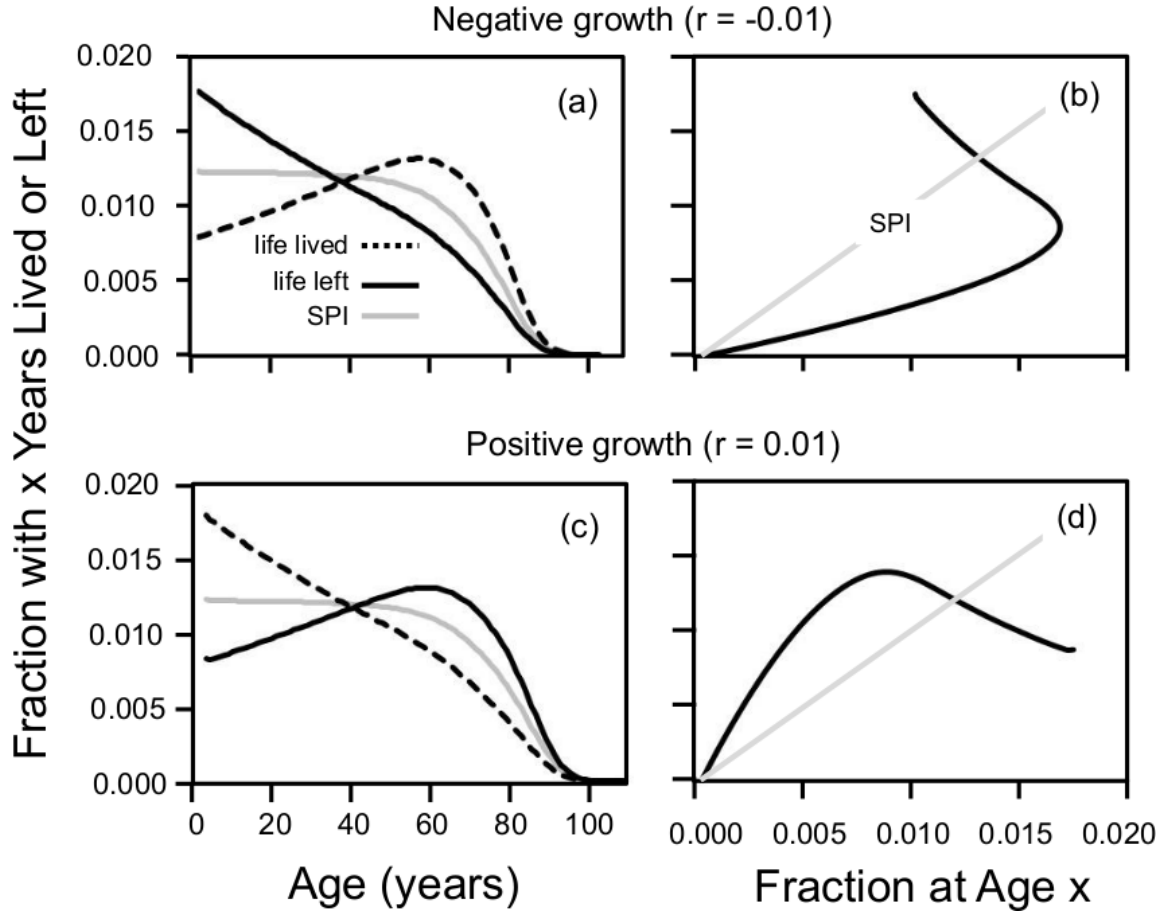 Negative growth (r = -0.01)
Fraction with x Years Lived or Left
0.020
0.015
0.010
0.005
0.000
(a)
life lived
life left
SPI
(b)
SPI
Positive growth (r = 0.01)
0.020
0.015
0.010
0.005
0.000
(c)
0 20 40 60 80 100
Age (years)
(d)
0.000 0.005 0.010 0.015 0.020
Fraction at Age x